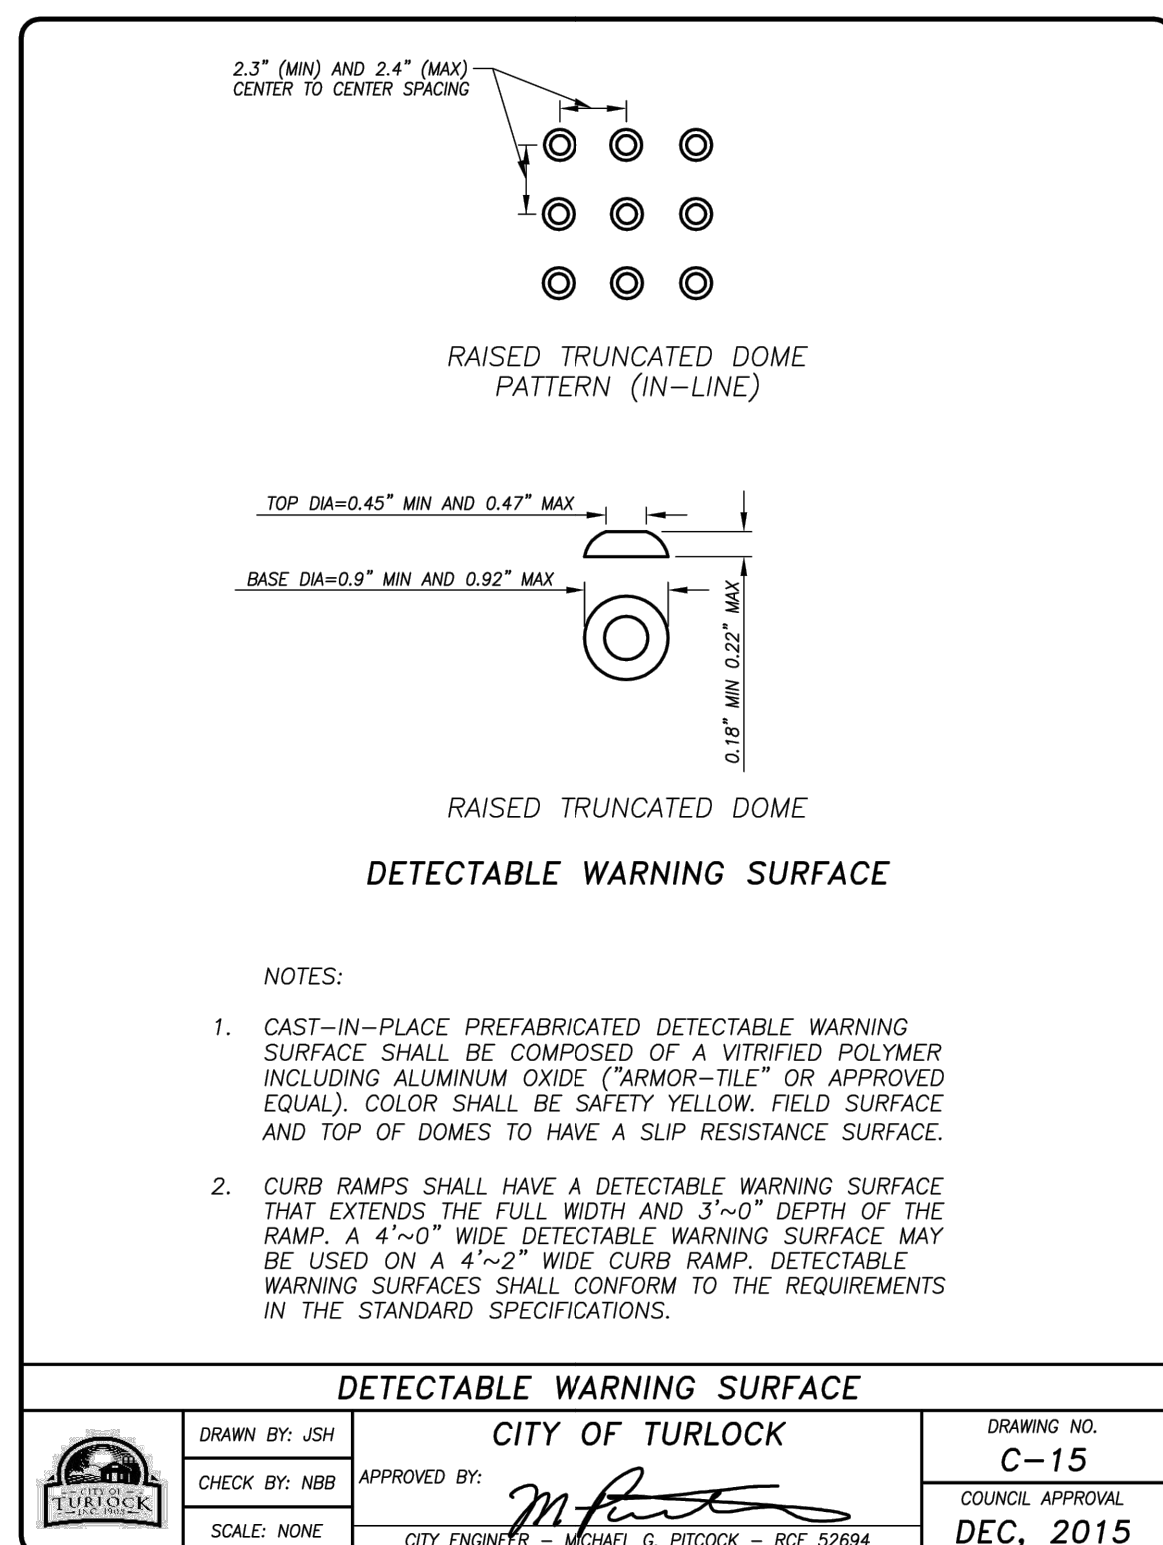 2.3" (MIN) AND 2.4" (MAX)
CENTER TO CENTER SPACING
RAISED TRUNCATED DOME
PATTERN (IN-LINE)
TOP DIA=0.45" MIN AND 0.47" MAX
BASE DIA=0.9" MIN AND 0.92" MAX
0.18" MIN 0.22" MAX
RAISED TRUNCATED DOME
DETECTABLE WARNING SURFACE
NOTES:
1. CAST-IN-PLACE PREFABRICATED DETECTABLE WARNING
SURFACE SHALL BE COMPOSED OF A VITRIFIED POLYMER
INCLUDING ALUMINUM OXIDE ("ARMOR-TILE" OR APPROVED
EQUAL). COLOR SHALL BE SAFETY YELLOW. FIELD SURFACE
AND TOP OF DOMES TO HAVE A SLIP RESISTANCE SURFACE.
2. CURB RAMPS SHALL HAVE A DETECTABLE WARNING SURFACE
THAT EXTENDS THE FULL WIDTH AND 3'~0" DEPTH OF THE
RAMP. A 4'~0" WIDE DETECTABLE WARNING SURFACE MAY
BE USED ON A 4'~2" WIDE CURB RAMP. DETECTABLE
WARNING SURFACES SHALL CONFORM TO THE REQUIREMENTS
IN THE STANDARD SPECIFICATIONS.
DETECTABLE WARNING SURFACE
CITY OF
TURLOCK
INC. 1908
DRAWN BY: JSH
CHECK BY: NBB
SCALE: NONE
CITY OF TURLOCK
APPROVED BY:
CITY ENGINEER - MICHAEL G. PITCOCK - RCE 52694
DRAWING NO.
C-15
COUNCIL APPROVAL
DEC, 2015